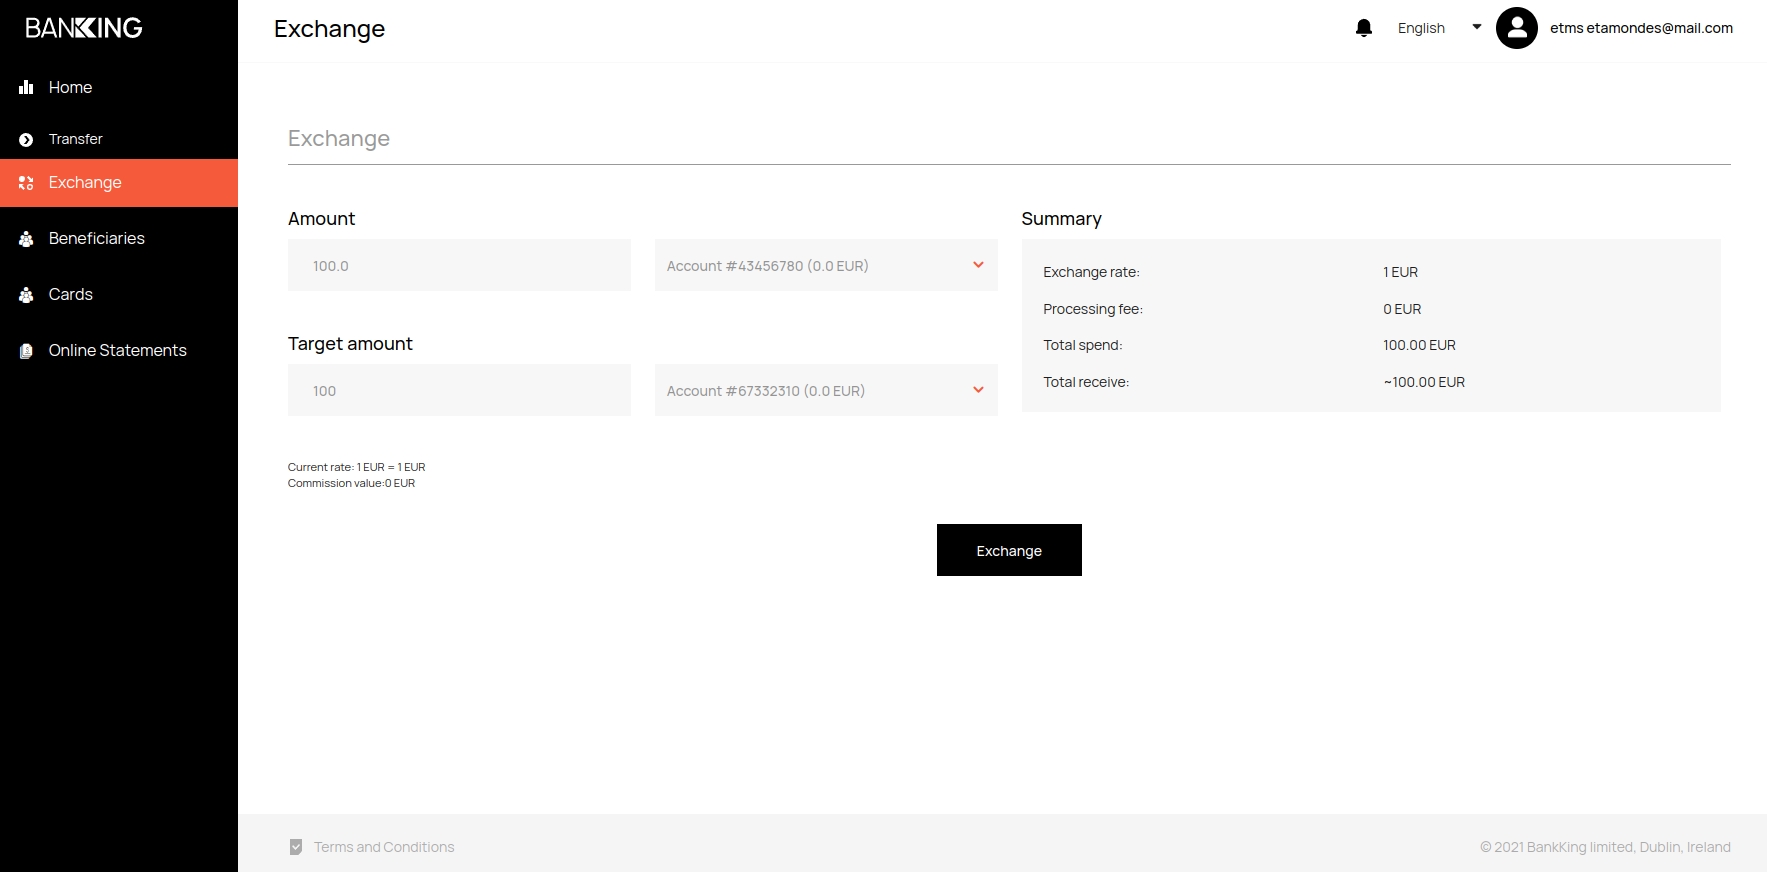 BANKKING
Exchange
English
etms etamondes@mail.com
Home
Transfer
Exchange
Beneficiaries
Cards
Online Statements
Exchange
Amount
100.0
Account #43456780 (0.0 EUR)
Target amount
100
Account #67332310 (0.0 EUR)
Current rate: 1 EUR = 1 EUR
Commission value:0 EUR
Summary
Exchange rate: 1 EUR
Processing fee: 0 EUR
Total spend: 100.00 EUR
Total receive: ~100.00 EUR
Exchange
Terms and Conditions
© 2021 BankKing limited, Dublin, Ireland